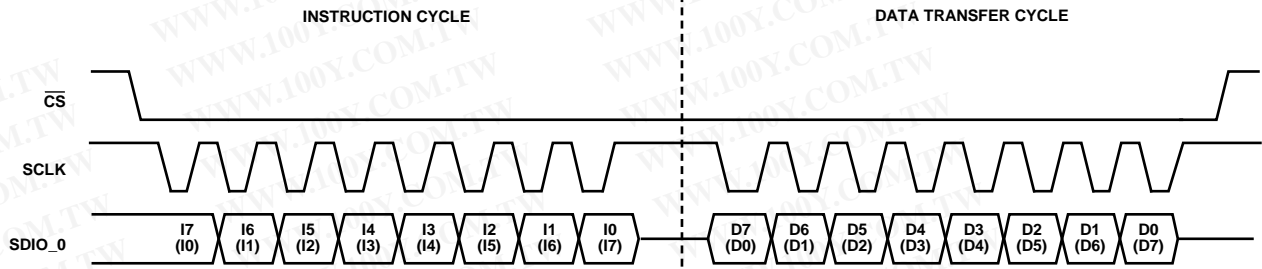 INSTRUCTION CYCLE
DATA TRANSFER CYCLE
CS
SCLK
SDIO_0
I7 I6 I5 I4 I3 I2 I1 I0 D7 D6 D5 D4 D3 D2 D1 D0
(I0) (I1) (I2) (I3) (I4) (I5) (I6) (I7) (D0) (D1) (D2) (D3) (D4) (D5) (D6) (D7)
WWW.100Y.COM.TW